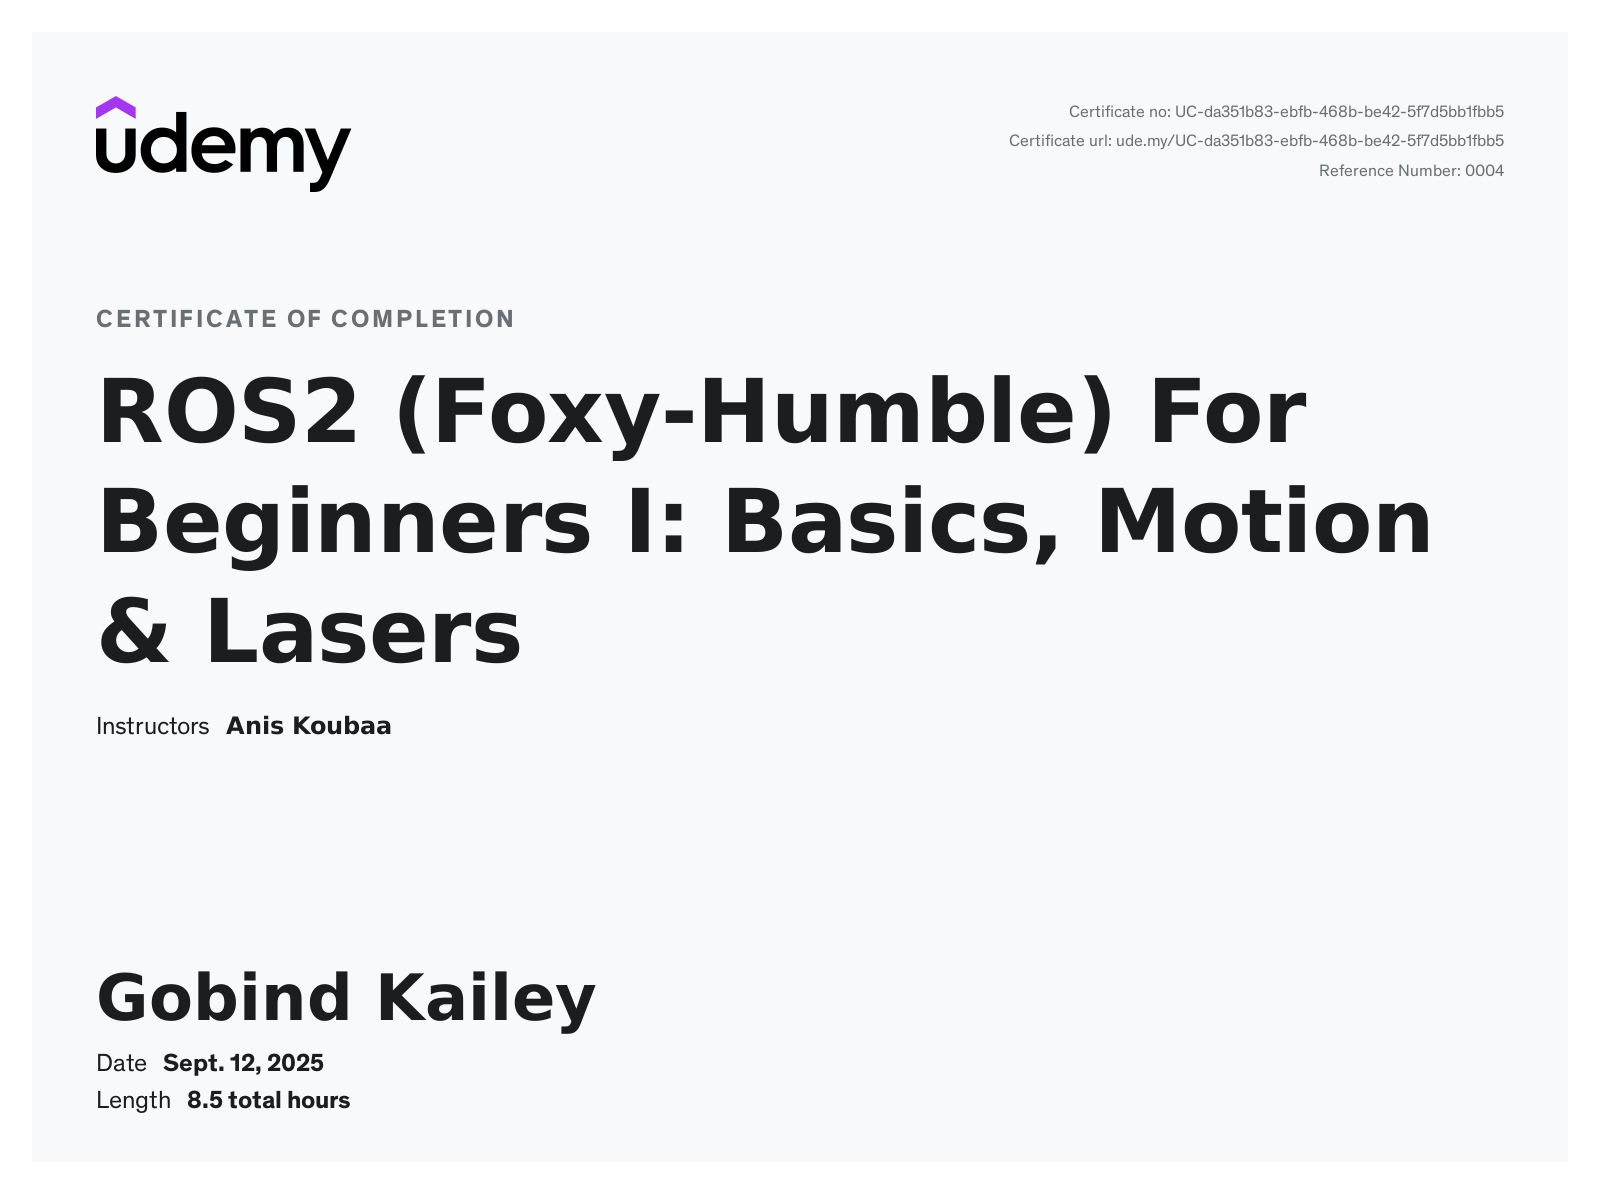 udemy
Certificate no: UC-da351b83-ebfb-468b-be42-5f7d5bb1fbb5
Certificate url: ude.my/UC-da351b83-ebfb-468b-be42-5f7d5bb1fbb5
Reference Number: 0004
CERTIFICATE OF COMPLETION
ROS2 (Foxy-Humble) For
Beginners I: Basics, Motion
& Lasers
Instructors Anis Koubaa
Gobind Kailey
Date Sept. 12, 2025
Length 8.5 total hours